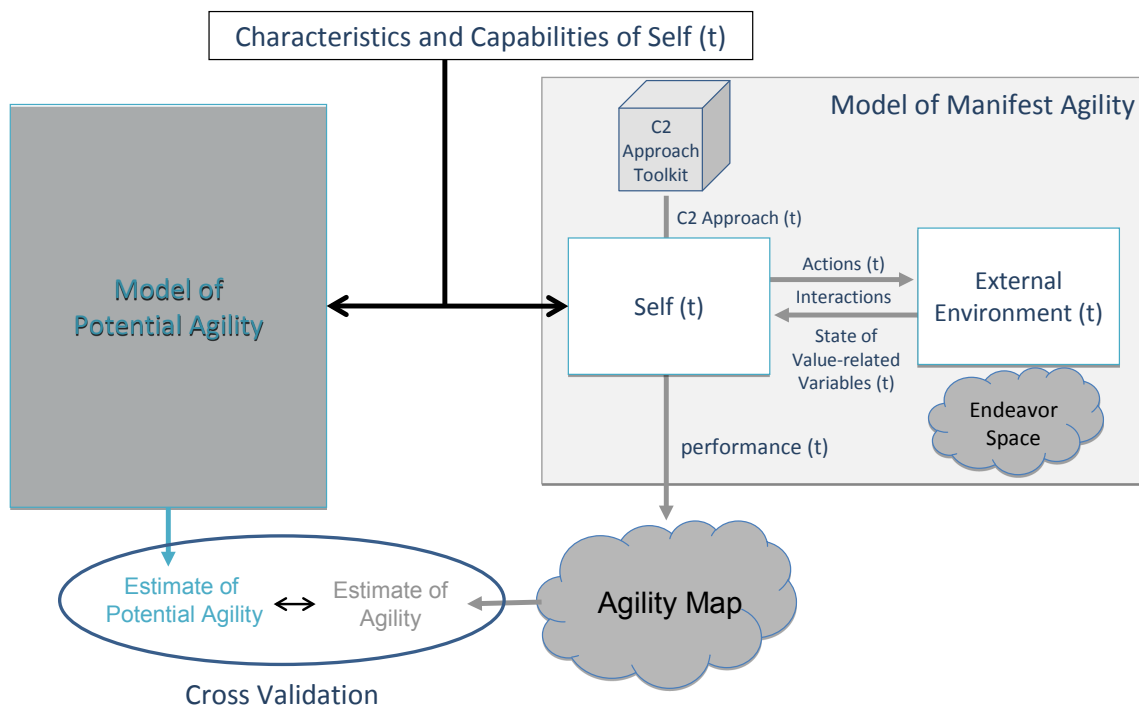 Characteristics and Capabilities of Self (t)
Model of Manifest Agility
C2
Approach
Toolkit
C2 Approach (t)
Model of
Potential Agility
Self (t)
Actions (t)
Interactions
State of
Value-related
Variables (t)
External
Environment (t)
Endeavor
Space
performance (t)
Estimate of
Potential Agility
Estimate of
Agility
Agility Map
Cross Validation